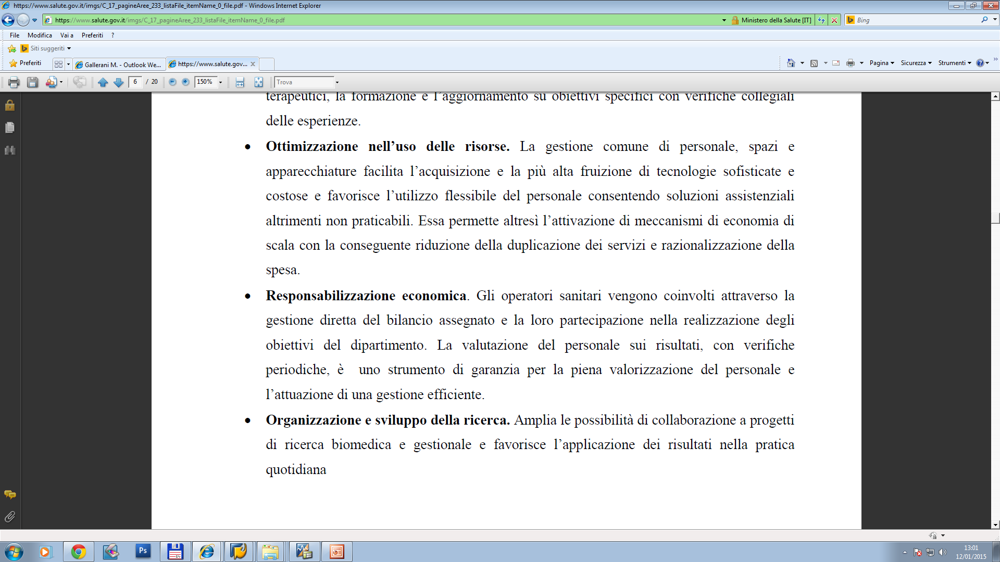 https://www.salute.gov.it/imgs/C_17_pagineAree_233_listaFile_itemName_0_file.pdf - Windows Internet Explorer
https://www.salute.gov.it/imgs/C_17_pagineAree_233_listaFile_itemName_0_file.pdf Ministero della Salute [IT] Bing
File Modifica Vai a Preferiti ?
Siti suggeriti
Preferiti Gallerani M. - Outlook We... https://www.salute.gov... Pagina Sicurezza Strumenti
6 / 20 150% Trova
terapeutici, la formazione e l’aggiornamento su obiettivi specifici con verifiche collegiali
delle esperienze.
• Ottimizzazione nell’uso delle risorse. La gestione comune di personale, spazi e
apparecchiature facilita l’acquisizione e la più alta fruizione di tecnologie sofisticate e
costose e favorisce l’utilizzo flessibile del personale consentendo soluzioni assistenziali
altrimenti non praticabili. Essa permette altresì l’attivazione di meccanismi di economia di
scala con la conseguente riduzione della duplicazione dei servizi e razionalizzazione della
spesa.
• Responsabilizzazione economica. Gli operatori sanitari vengono coinvolti attraverso la
gestione diretta del bilancio assegnato e la loro partecipazione nella realizzazione degli
obiettivi del dipartimento. La valutazione del personale sui risultati, con verifiche
periodiche, è uno strumento di garanzia per la piena valorizzazione del personale e
l’attuazione di una gestione efficiente.
• Organizzazione e sviluppo della ricerca. Amplia le possibilità di collaborazione a progetti
di ricerca biomedica e gestionale e favorisce l’applicazione dei risultati nella pratica
quotidiana
Ps
64
13:01
12/01/2015